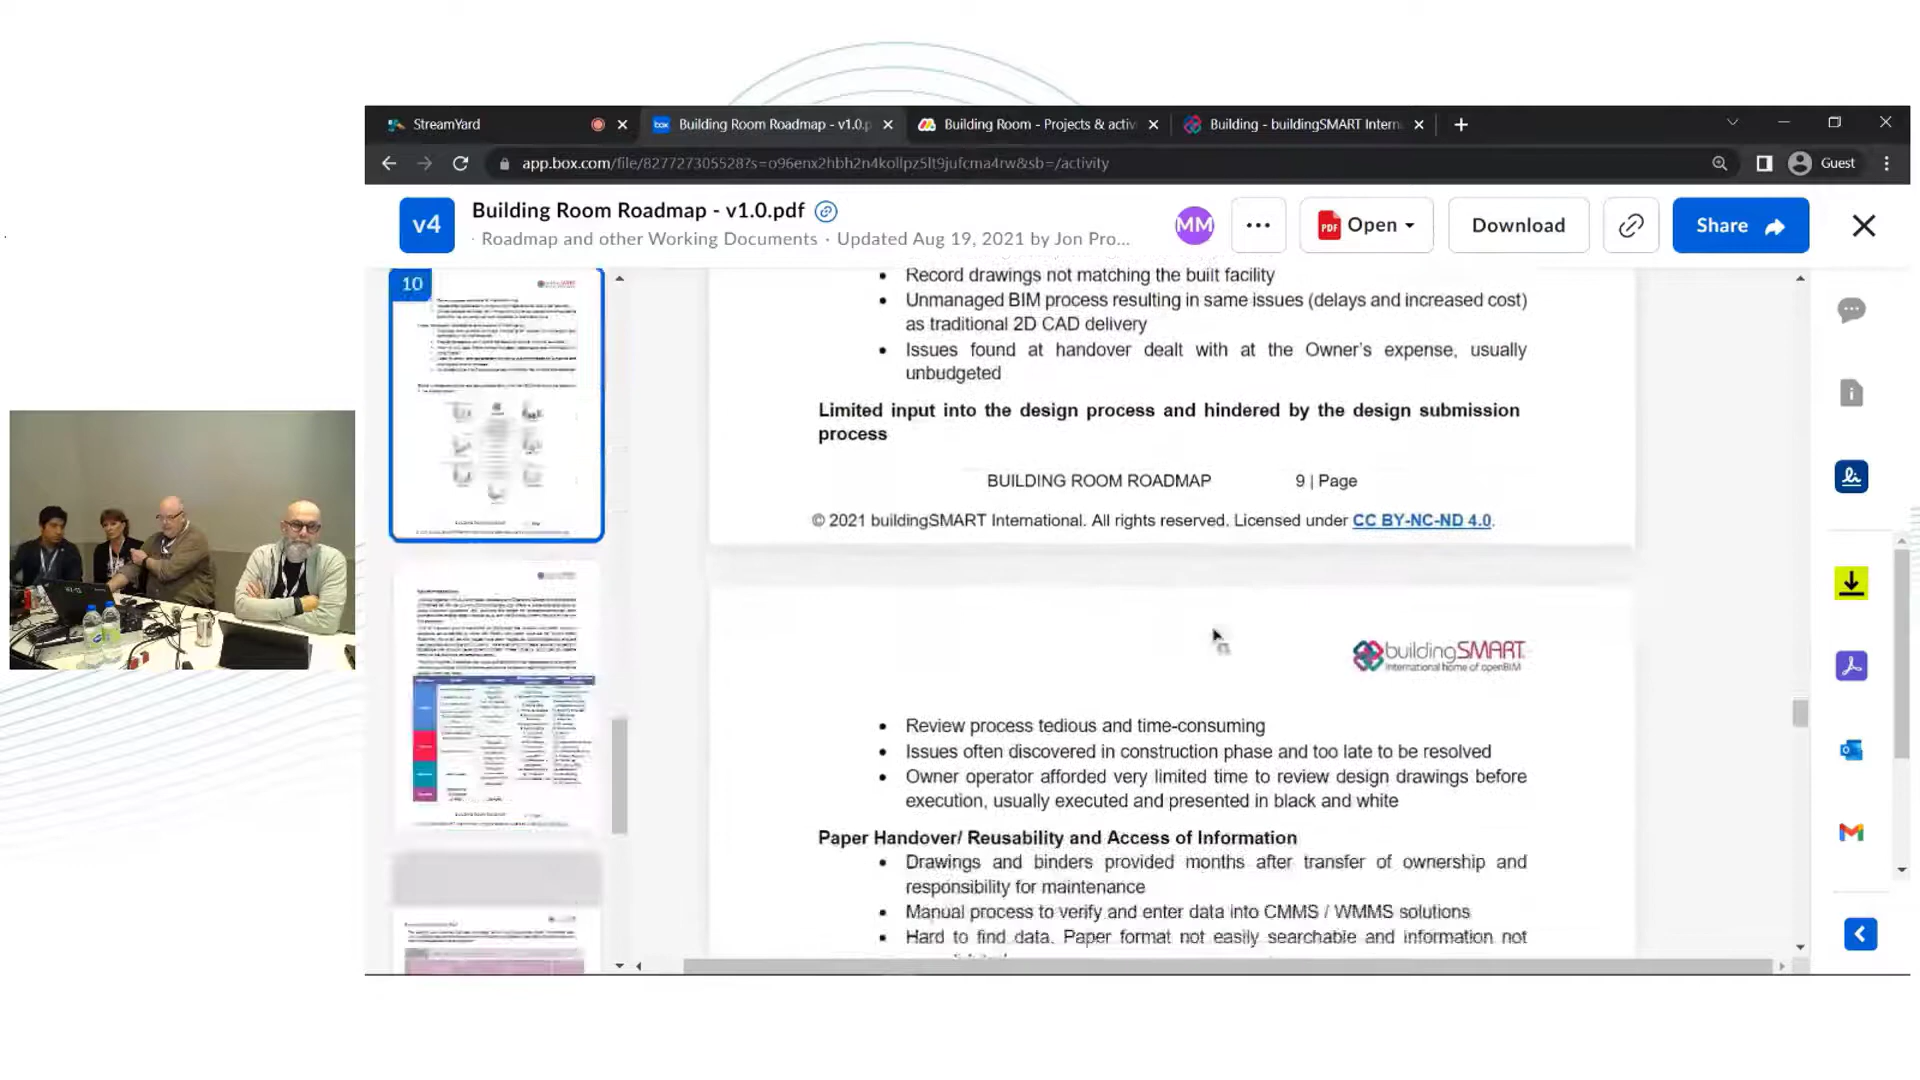 StreamYard
Building Room Roadmap - v1.0.p
Building Room - Projects & activi
Building - buildingSMART Intern
app.box.com/file/827727305528?s=o96enx2hbh2n4kollpz5lt9jufcma4rw&sb=/activity
Guest
v4
Building Room Roadmap - v1.0.pdf
· Roadmap and other Working Documents · Updated Aug 19, 2021 by Jon Pro...
MM
PDF
Open
Download
Share
10
• Record drawings not matching the built facility
• Unmanaged BIM process resulting in same issues (delays and increased cost)
as traditional 2D CAD delivery
• Issues found at handover dealt with at the Owner's expense, usually
unbudgeted
Limited input into the design process and hindered by the design submission
process
BUILDING ROOM ROADMAP 9 | Page
© 2021 buildingSMART International. All rights reserved. Licensed under CC BY-NC-ND 4.0.
buildingSMART
International home of openBIM
• Review process tedious and time-consuming
• Issues often discovered in construction phase and too late to be resolved
• Owner operator afforded very limited time to review design drawings before
execution, usually executed and presented in black and white
Paper Handover/ Reusability and Access of Information
• Drawings and binders provided months after transfer of ownership and
responsibility for maintenance
• Manual process to verify and enter data into CMMS / WMMS solutions
• Hard to find data. Paper format not easily searchable and information not